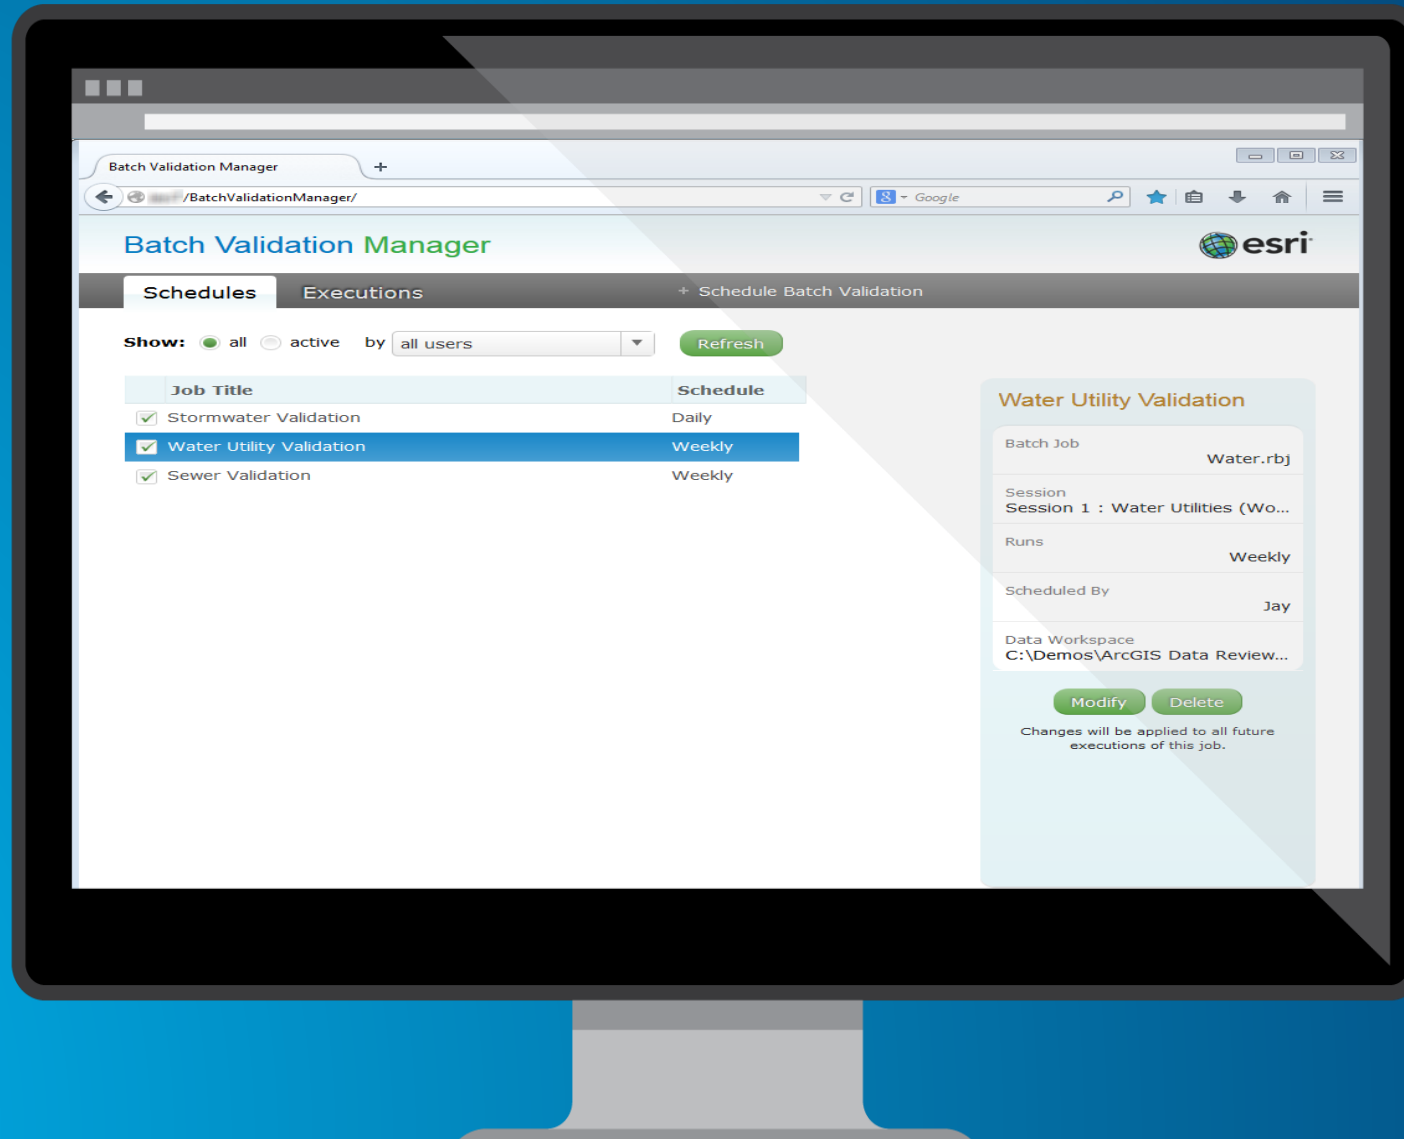 Batch Validation Manager
+
/BatchValidationManager/
8 Google
Batch Validation Manager
esri
Schedules Executions + Schedule Batch Validation
Show: all active by all users Refresh
Job Title Schedule
Stormwater Validation Daily
Water Utility Validation Weekly
Sewer Validation Weekly
Water Utility Validation
Batch Job
Water.rbj
Session
Session 1 : Water Utilities (Wo...
Runs
Weekly
Scheduled By
Jay
Data Workspace
C:\Demos\ArcGIS Data Review...
Modify Delete
Changes will be applied to all future
executions of this job.